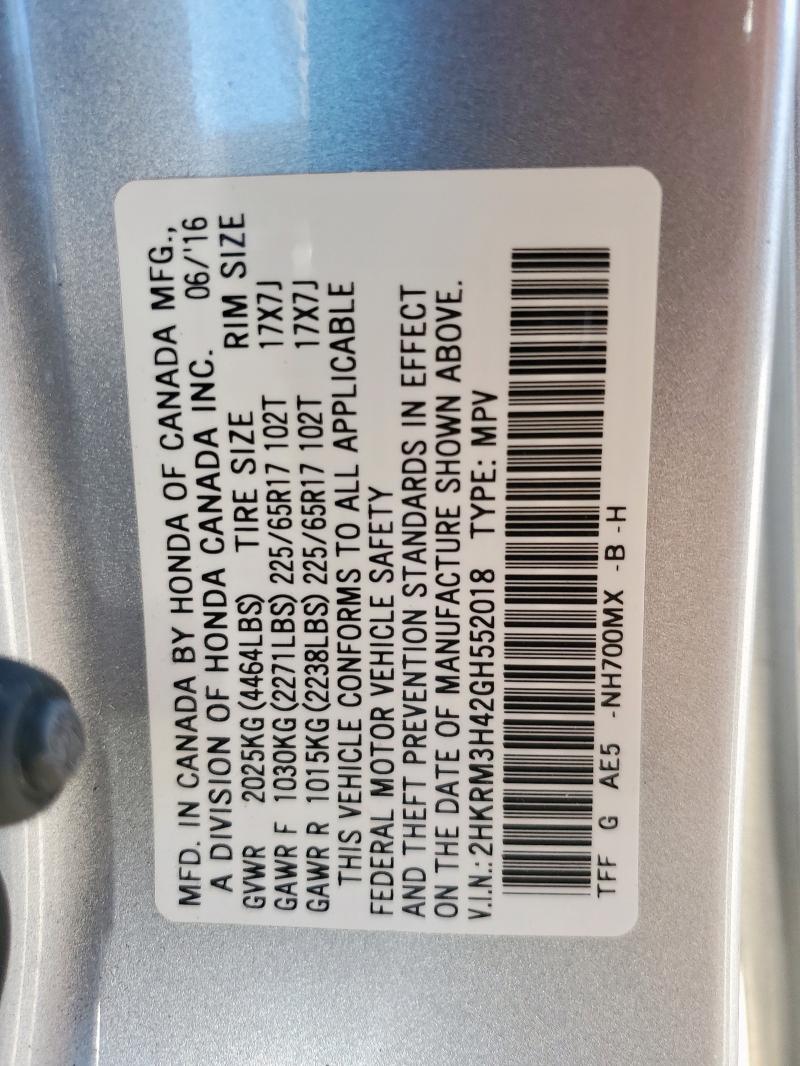 MFD. IN CANADA BY HONDA OF CANADA MFG.,
A DIVISION OF HONDA CANADA INC. 06/'16
GVWR 2025KG(4464LBS) TIRE SIZE RIM SIZE
GAWR F 1030KG(2271LBS) 225/65R17 102T 17X7J
GAWR R 1015KG(2238LBS) 225/65R17 102T 17X7J
THIS VEHICLE CONFORMS TO ALL APPLICABLE
FEDERAL MOTOR VEHICLE SAFETY
AND THEFT PREVENTION STANDARDS IN EFFECT
ON THE DATE OF MANUFACTURE SHOWN ABOVE.
V.I.N.: 2HKRM3H42GH552018 TYPE: MPV
TFF G AE5 -NH700MX -B -H